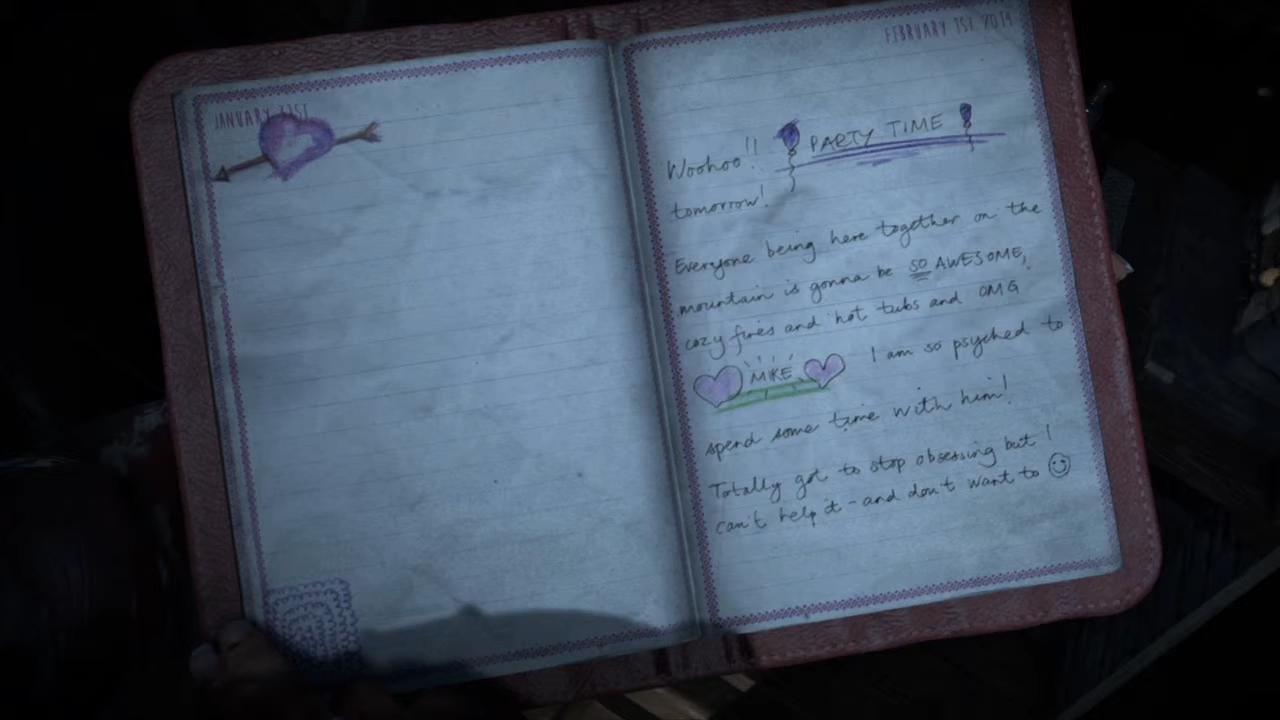 JANUARY 31ST
FEBRUARY 1ST 2014
Woohoo!! PARTY TIME
tomorrow!
Everyone being here together on the
mountain is gonna be SO AWESOME,
cozy fires and hot tubs and OMG
MIKE I am so psyched to
spend some time with him!
Totally got to stop obsessing but I
can't help it - and don't want to